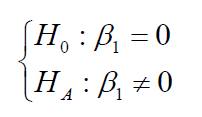 H₀ : β₁ = 0
H_A : β₁ ≠ 0